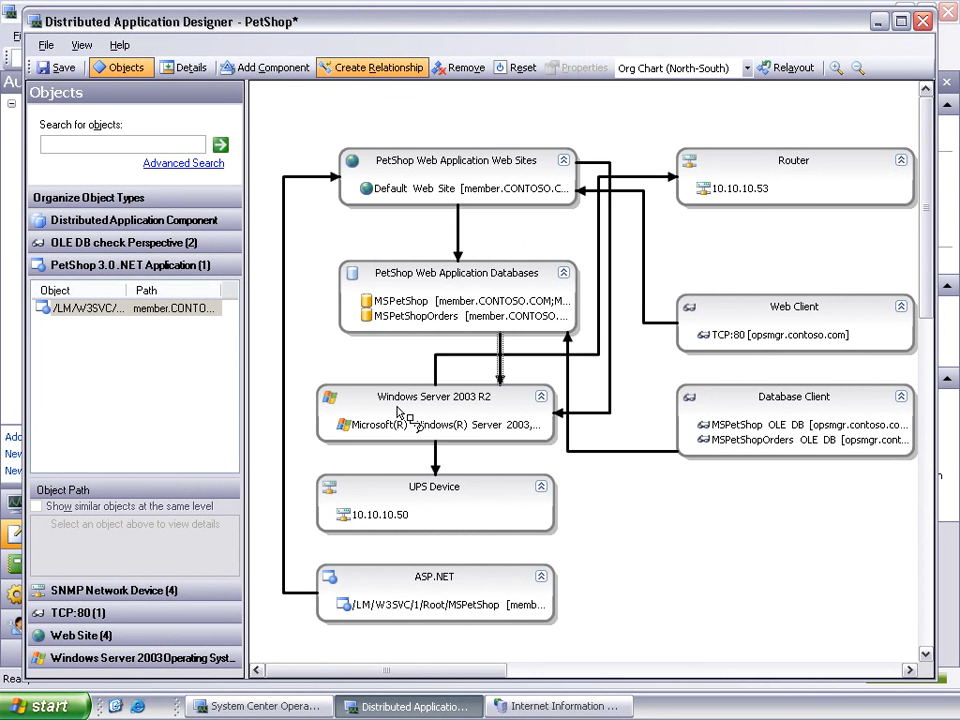 Distributed Application Designer - PetShop*
File View Help
Save Objects Details Add Component Create Relationship Remove Reset Properties Org Chart (North-South) Relayout
Objects
Search for objects:
Advanced Search
Organize Object Types
Distributed Application Component
OLE DB check Perspective (2)
PetShop 3.0 .NET Application (1)
Object Path
/LM/W3SVC/... member.CONTO...
Object Path
Show similar objects at the same level
Select an object above to view details
SNMP Network Device (4)
TCP:80 (1)
Web Site (4)
Windows Server 2003 Operating Syst...
PetShop Web Application Web Sites
Default Web Site [member.CONTOSO.C...
Router
10.10.10.53
PetShop Web Application Databases
MSPetShop [member.CONTOSO.COM;M...
MSPetShopOrders [member.CONTOSO....
Web Client
TCP:80 [opsmgr.contoso.com]
Windows Server 2003 R2
Microsoft(R) Windows(R) Server 2003,...
Database Client
MSPetShop OLE DB [opsmgr.contoso.co...
MSPetShopOrders OLE DB [opsmgr.cont...
UPS Device
10.10.10.50
ASP.NET
/LM/W3SVC/1/Root/MSPetShop [memb...
Au
Add
New
New
Rea
start
System Center Opera...
Distributed Applicatio...
Internet Information ...